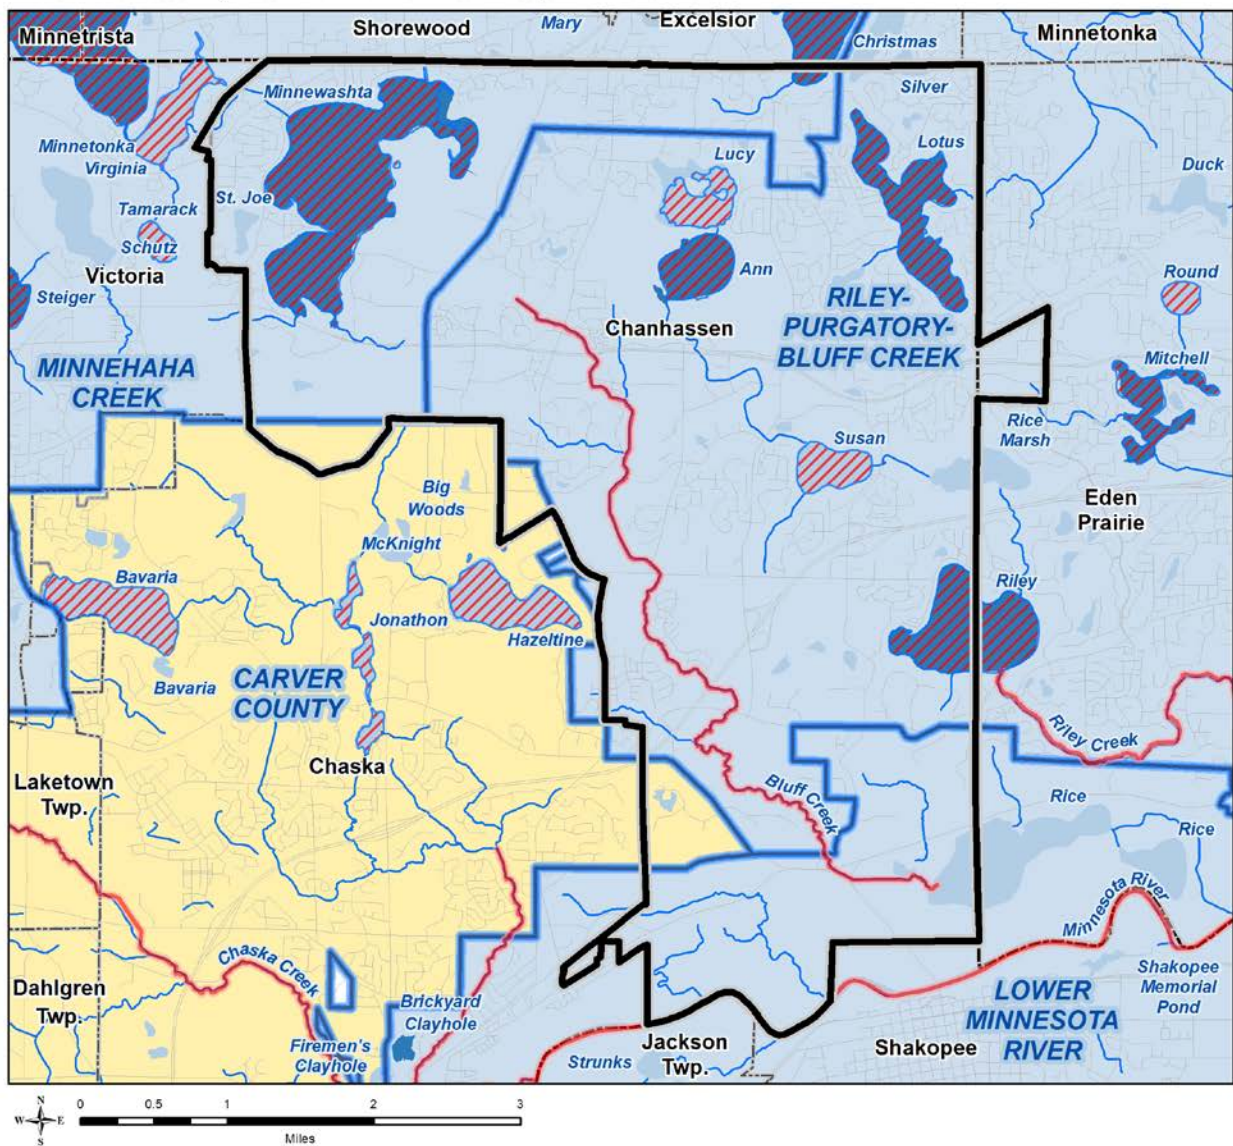 Shorewood
Mary
Excelsior
Minnetrista
Christmas
Minnetonka
Minnewashta
Silver
Minnetonka
Virginia
Lucy
Lotus
Duck
Tamarack
St. Joe
Schutz
Victoria
Ann
Round
Steiger
RILEY-
PURGATORY-
BLUFF CREEK
Chanhassen
MINNEHAHA
CREEK
Mitchell
Rice
Marsh
Susan
Big
Woods
Eden
Prairie
McKnight
Bavaria
Riley
Jonathon
Hazeltine
Bavaria
CARVER
COUNTY
Riley Creek
Chaska
Laketown
Twp.
Bluff Creek
Rice
Rice
Minnesota River
Chaska Creek
Dahlgren
Twp.
Brickyard
Clayhole
Shakopee
Memorial
Pond
LOWER
MINNESOTA
RIVER
Firemen's
Clayhole
Strunks
Jackson
Twp.
Shakopee
N
W E
S
0 0.5 1 2 3
Miles